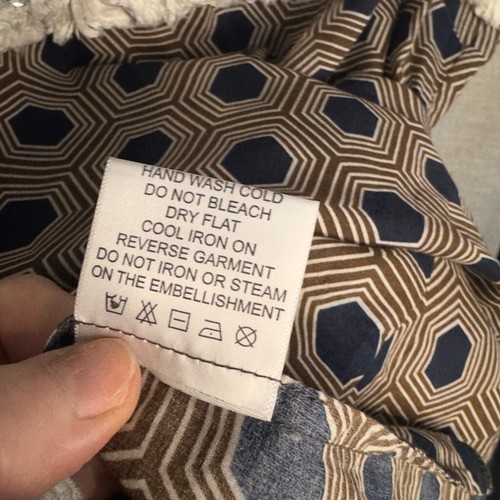 HAND WASH COLD
DO NOT BLEACH
DRY FLAT
COOL IRON ON
REVERSE GARMENT
DO NOT IRON OR STEAM
ON THE EMBELLISHMENT